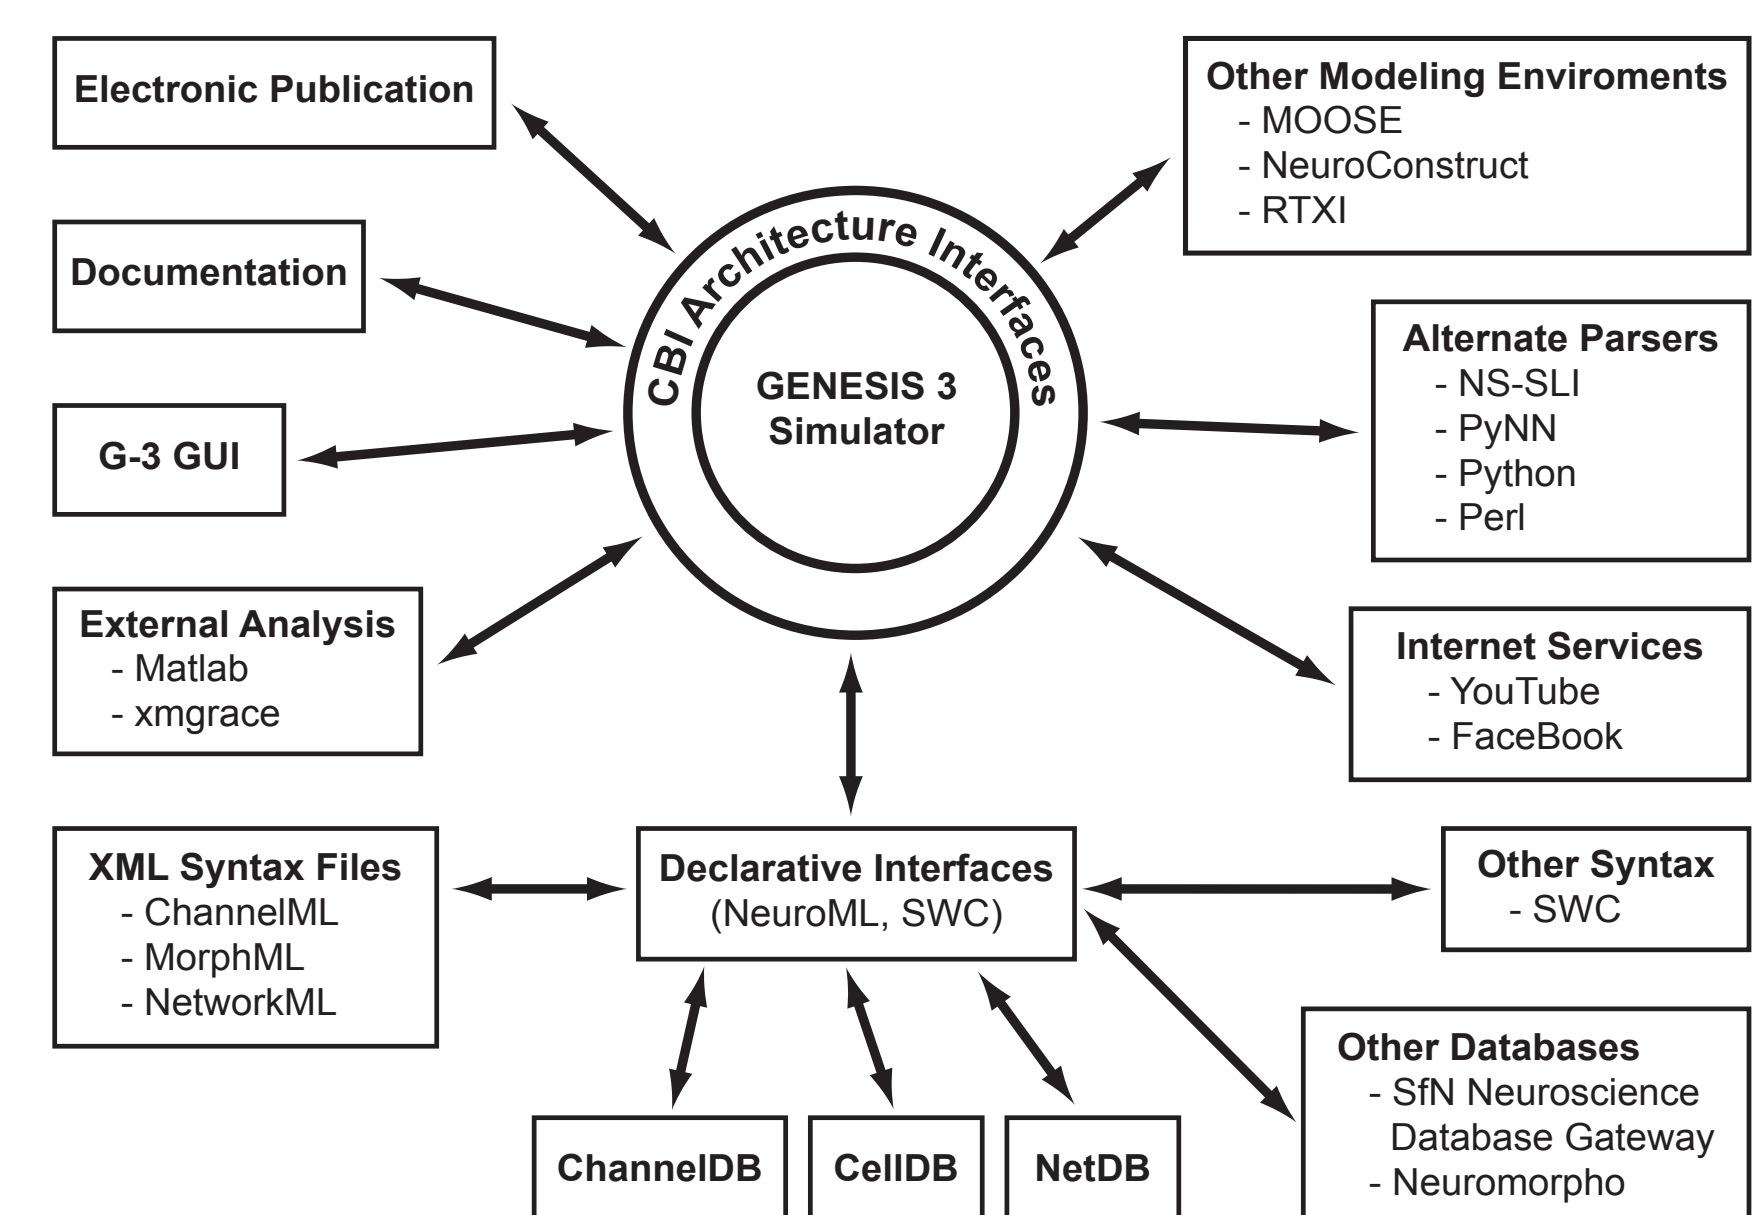 Electronic Publication
Other Modeling Enviroments
- MOOSE
- NeuroConstruct
- RTXI
Documentation
CBI Architecture Interfaces
GENESIS 3
Simulator
Alternate Parsers
- NS-SLI
- PyNN
- Python
- Perl
G-3 GUI
External Analysis
- Matlab
- xmgrace
Internet Services
- YouTube
- FaceBook
XML Syntax Files
- ChannelML
- MorphML
- NetworkML
Declarative Interfaces
(NeuroML, SWC)
Other Syntax
- SWC
Other Databases
- SfN Neuroscience
Database Gateway
- Neuromorpho
ChannelDB
CellDB
NetDB